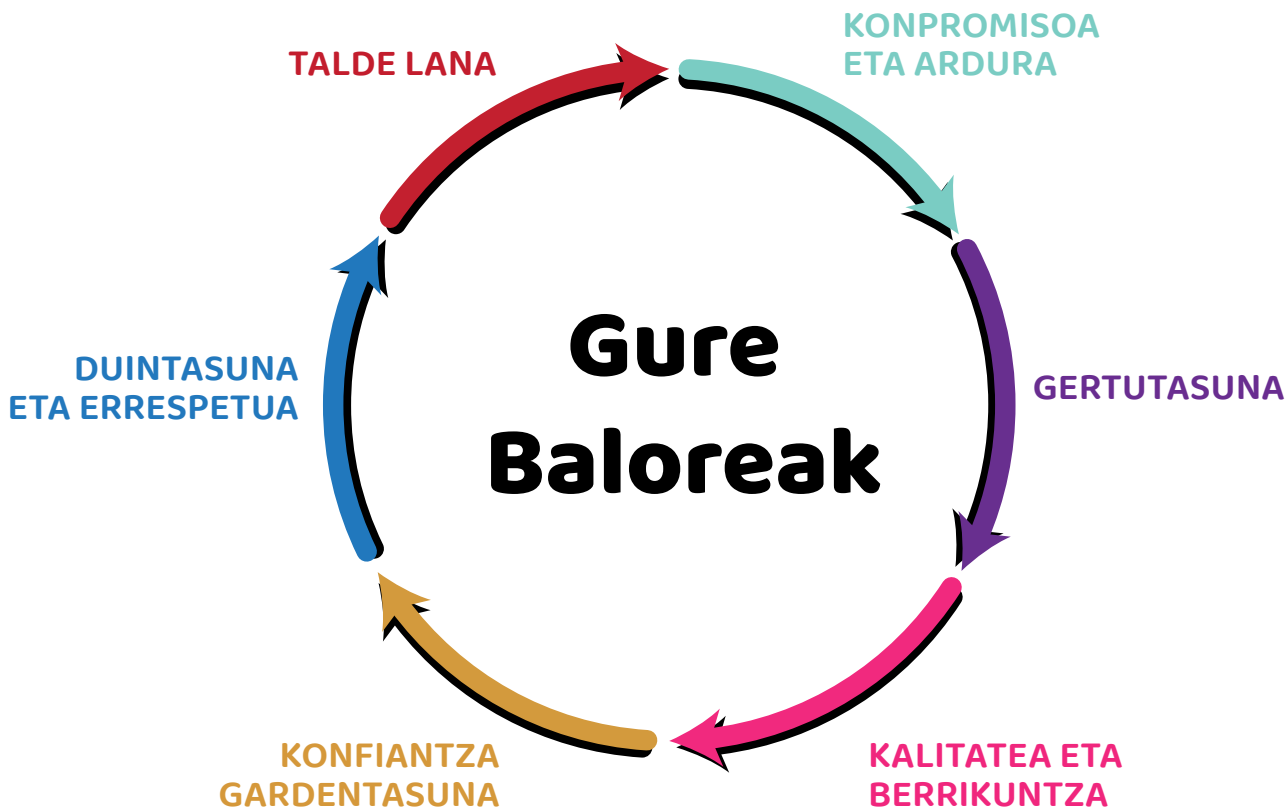 KONPROMISOA
ETA ARDURA
TALDE LANA
Gure
Baloreak
DUINTASUNA
ETA ERRESPETUA
GERTUTASUNA
KONFIANTZA
GARDENTASUNA
KALITATEA ETA
BERRIKUNTZA